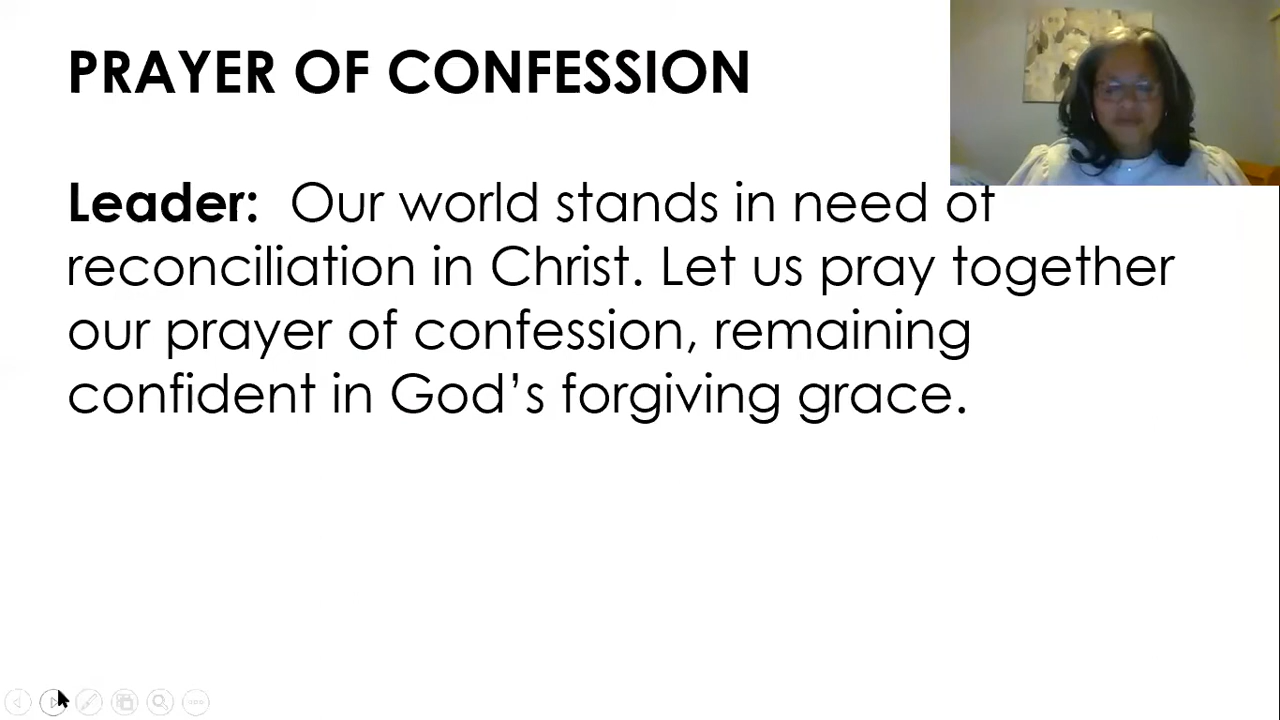 PRAYER OF CONFESSION
Leader: Our world stands in need of
reconciliation in Christ. Let us pray together
our prayer of confession, remaining
confident in God’s forgiving grace.